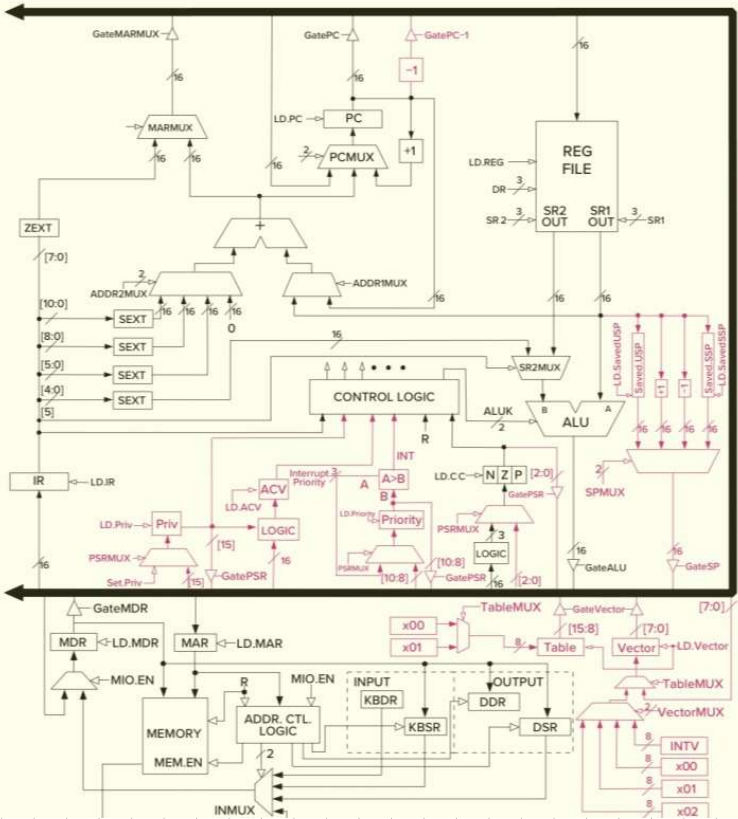 GateMARMUX
GatePC
GatePC-1
16
16
16
-1
MARMUX
LD.PC
PC
2
PCMUX
+1
16
16
REG
FILE
LD.REG
3
DR
SR2
3
SR2
OUT
SR1
OUT
3
SR1
ZEXT
[7:0]
+
2
ADDR2MUX
ADDR1MUX
16
16
16
[10:0]
SEXT
16
16
16
16
0
[8:0]
SEXT
[5:0]
SEXT
[4:0]
SEXT
[5]
16
SR2MUX
LD.SavedUSP
Saved.USP
+1
-1
Saved.SSP
LD.SavedSSP
CONTROL LOGIC
ALUK
2
B
A
ALU
16
16
16
16
R
INT
IR
LD.IR
Interrupt
Priority
3
A
A>B
B
ACV
LD.ACV
LD.CC
N Z P
[2:0]
GatePSR
2
SPMUX
LD.Priv
Priv
LOGIC
LD.Priority
Priority
PSRMUX
[15]
16
PSRMUX
PSRMUX
3
LOGIC
16
16
16
Set.Priv
[15]
GatePSR
[10:8]
[10:8]
GatePSR
16
[2:0]
GateALU
GateSP
GateMDR
TableMUX
GateVector
[7:0]
MDR
LD.MDR
MAR
LD.MAR
x00
x01
8
[15:8]
Table
[7:0]
Vector
LD.Vector
MIO.EN
R
MIO.EN
INPUT
KBDR
OUTPUT
DDR
TableMUX
2
VectorMUX
MEMORY
MEM.EN
ADDR. CTL.
LOGIC
KBSR
DSR
2
INMUX
8
INTV
8
x00
8
x01
8
x02